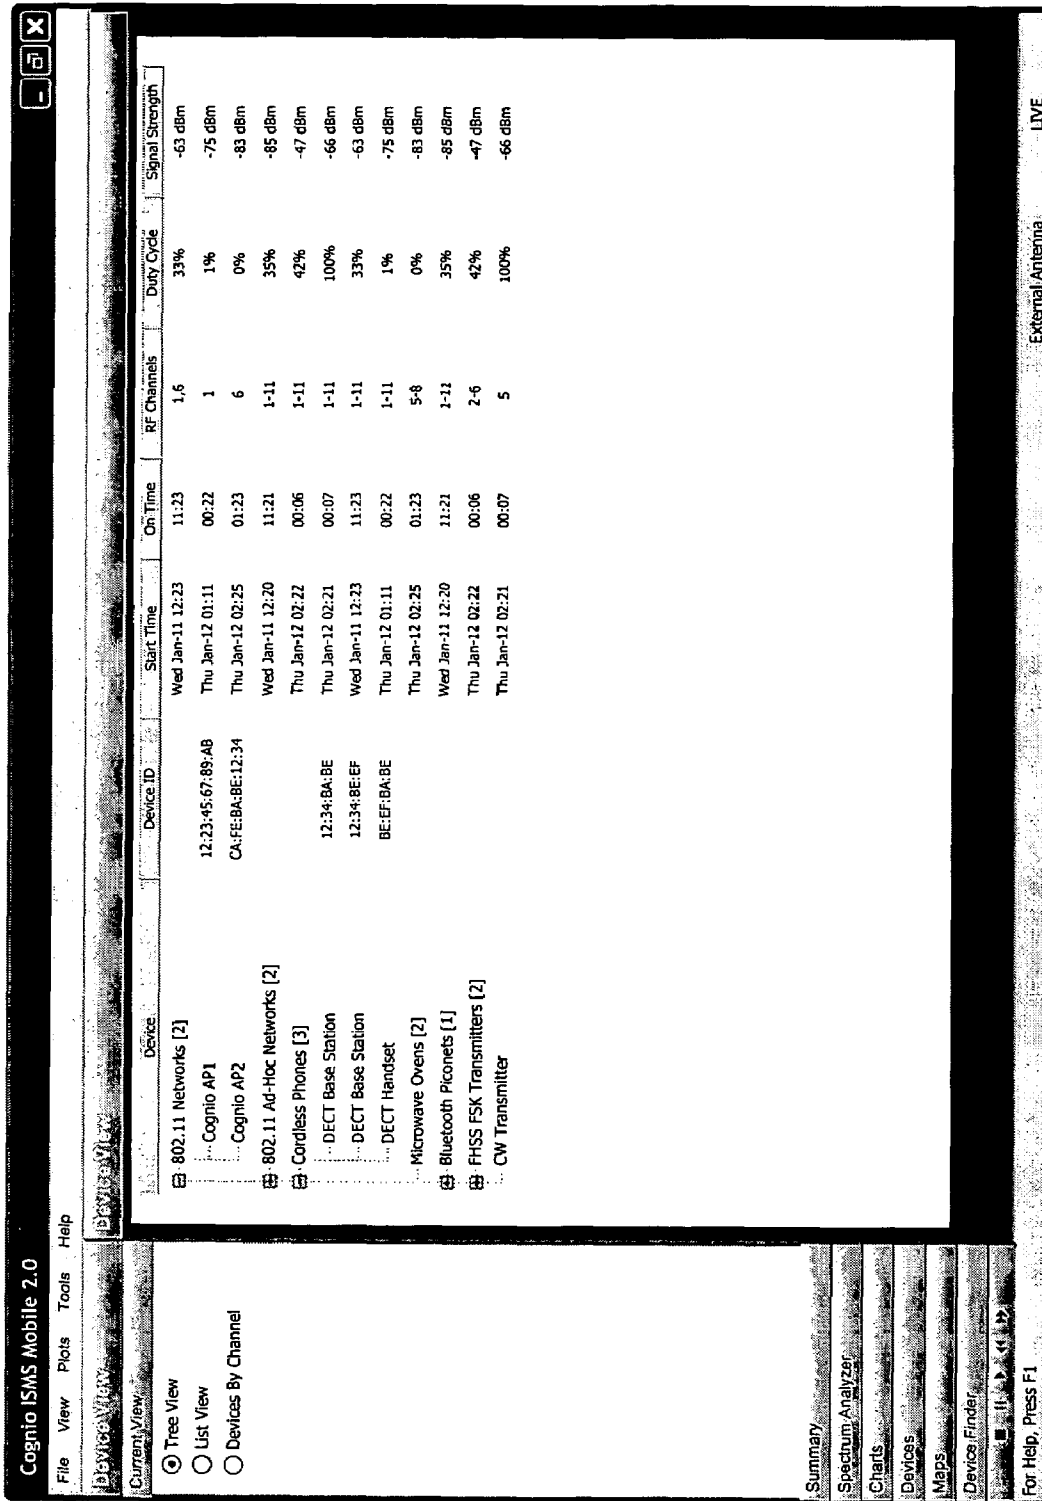 Cognio ISMS Mobile 2.0
File View Plots Tools Help
Device View
Device View
Current View
Tree View
List View
Devices By Channel
Summary
Spectrum Analyzer
Charts
Devices
Maps
Device Finder
Device Device ID Start Time On Time RF Channels Duty Cycle Signal Strength
802.11 Networks [2] Wed Jan-11 12:23 11:23 1,6 33% -63 dBm
Cognio AP1 12:23:45:67:89:AB Thu Jan-12 01:11 00:22 1 1% -75 dBm
Cognio AP2 CA:FE:BA:BE:12:34 Thu Jan-12 02:25 01:23 6 0% -83 dBm
802.11 Ad-Hoc Networks [2] Wed Jan-11 12:20 11:21 1-11 35% -85 dBm
Cordless Phones [3] Thu Jan-12 02:22 00:06 1-11 42% -47 dBm
DECT Base Station 12:34:BA:BE Thu Jan-12 02:21 00:07 1-11 100% -66 dBm
DECT Base Station 12:34:BE:EF Wed Jan-11 12:23 11:23 1-11 33% -63 dBm
DECT Handset BE:EF:BA:BE Thu Jan-12 01:11 00:22 1-11 1% -75 dBm
Microwave Ovens [2] Thu Jan-12 02:25 01:23 5-8 0% -83 dBm
Bluetooth Piconets [1] Wed Jan-11 12:20 11:21 1-11 35% -85 dBm
FHSS FSK Transmitters [2] Thu Jan-12 02:22 00:06 2-6 42% -47 dBm
CW Transmitter Thu Jan-12 02:21 00:07 5 100% -66 dBm
For Help, Press F1 External Antenna LIVE